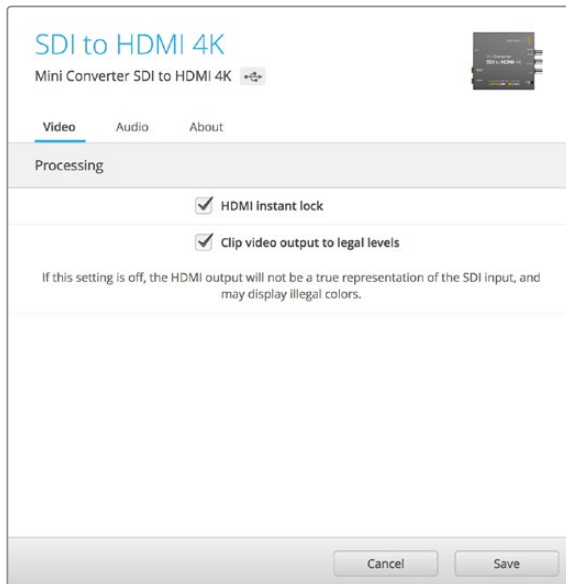 SDI to HDMI 4K
Mini Converter SDI to HDMI 4K
Video Audio About
Processing
HDMI instant lock
Clip video output to legal levels
If this setting is off, the HDMI output will not be a true representation of the SDI input, and
may display illegal colors.
Cancel Save